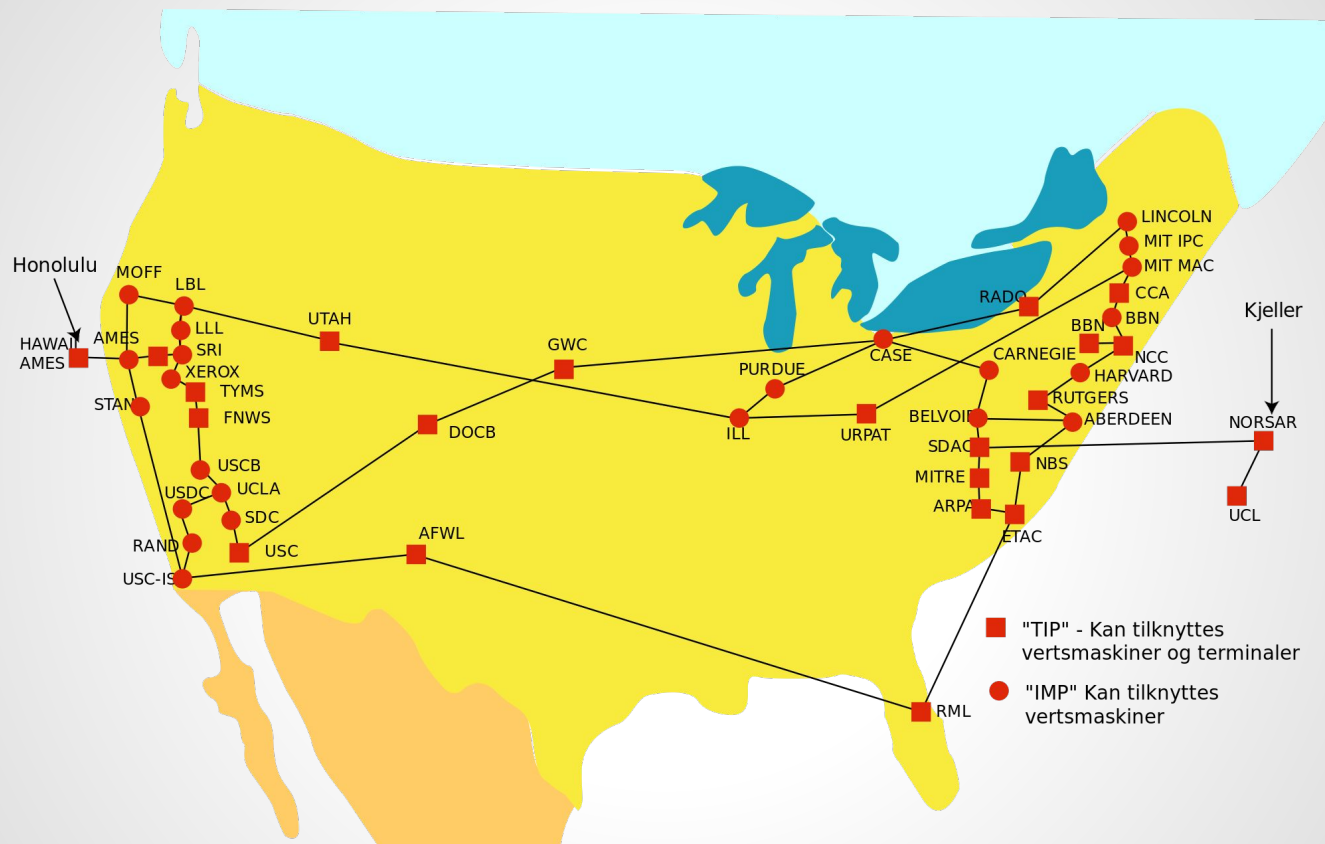 LINCOLN
MIT IPC
MIT MAC
Honolulu
MOFF
LBL
RADO
CCA
BBN
BBN
Kjeller
UTAH
LLL
AMES
HAWAII
AMES
SRI
GWC
CASE
CARNEGIE
NCC
XEROX
PURDUE
HARVARD
TYMS
STAN
FNWS
DOCB
ILL
URPAT
RUTGERS
BELVOIR
ABERDEEN
NORSAR
SDAC
USCB
NBS
MITRE
USDC
UCLA
ARPA
UCL
SDC
ETAC
RAND
USC
AFWL
USC-IS
"TIP" - Kan tilknyttes
vertsmaskiner og terminaler
"IMP" Kan tilknyttes
vertsmaskiner
RML